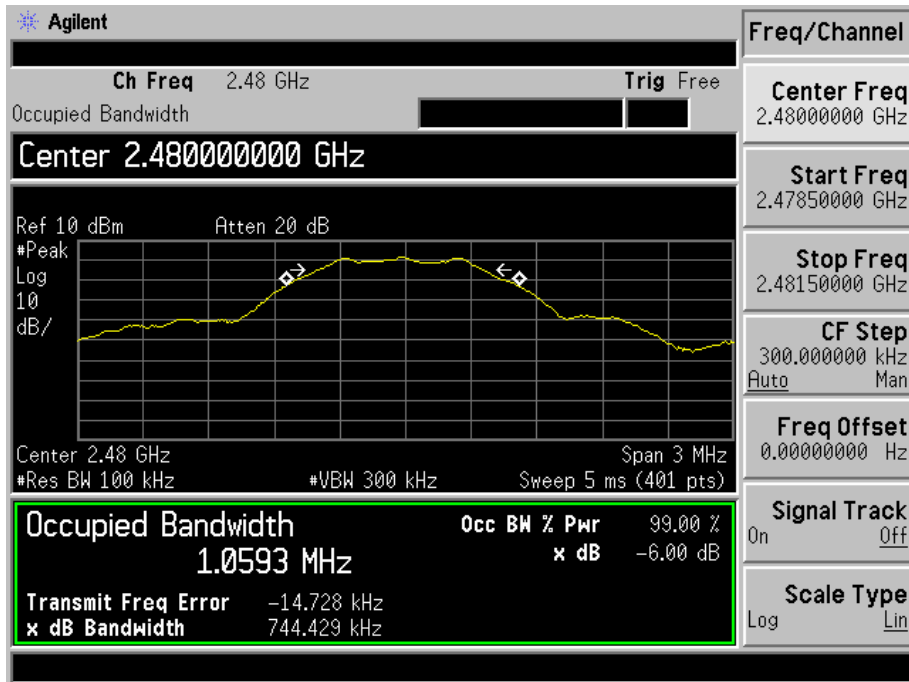 Agilent
Ch Freq 2.48 GHz Trig Free
Occupied Bandwidth
Center 2.480000000 GHz
Ref 10 dBm Atten 20 dB
#Peak
Log
10
dB/
Center 2.48 GHz Span 3 MHz
#Res BW 100 kHz #VBW 300 kHz Sweep 5 ms (401 pts)
Occupied Bandwidth
1.0593 MHz
Occ BW % Pwr 99.00 %
x dB -6.00 dB
Transmit Freq Error -14.728 kHz
x dB Bandwidth 744.429 kHz
Freq/Channel
Center Freq
2.48000000 GHz
Start Freq
2.47850000 GHz
Stop Freq
2.48150000 GHz
CF Step
300.000000 kHz
Auto Man
Freq Offset
0.00000000 Hz
Signal Track
On Off
Scale Type
Log Lin